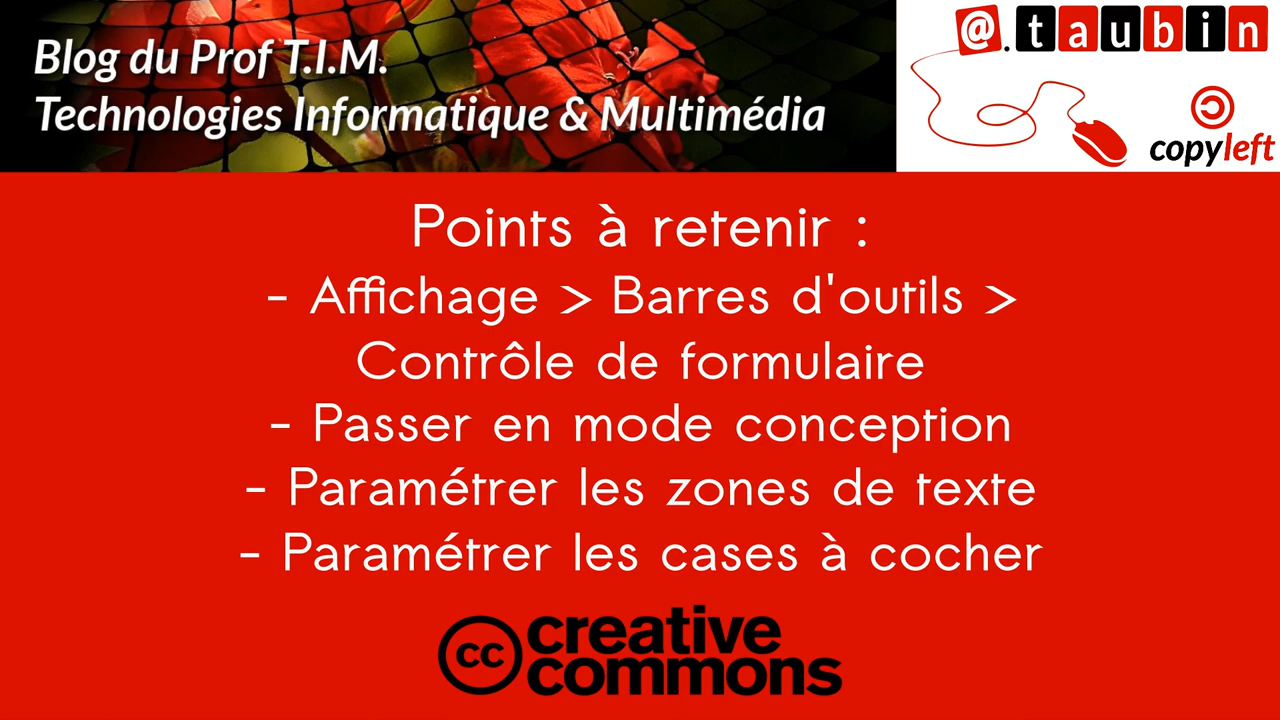 Blog du Prof T.I.M.
Technologies Informatique & Multimédia
@.taubin
copyleft
Points à retenir :
- Affichage > Barres d'outils >
Contrôle de formulaire
- Passer en mode conception
- Paramétrer les zones de texte
- Paramétrer les cases à cocher
cc creative
commons